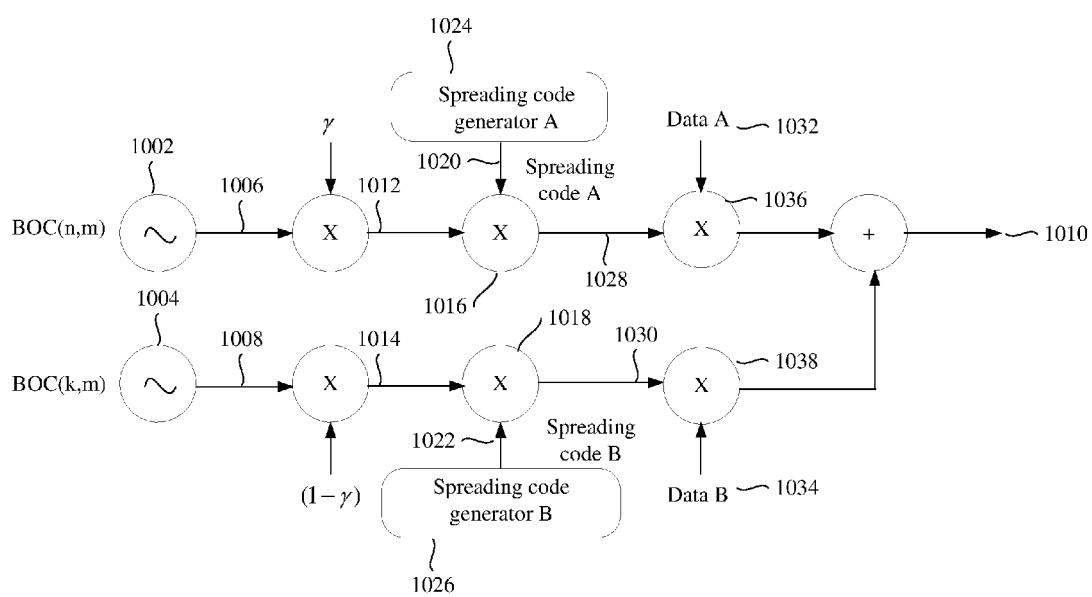 1024
Spreading code
generator A
γ
Data A
1032
1002
1006
1012
1020
Spreading
code A
1036
BOC(n,m)
X
X
X
+
1010
1016
1028
1004
1008
1014
1018
1030
1038
BOC(k,m)
X
X
X
1022
Spreading
code B
(1-γ)
Spreading code
generator B
Data B
1034
1026